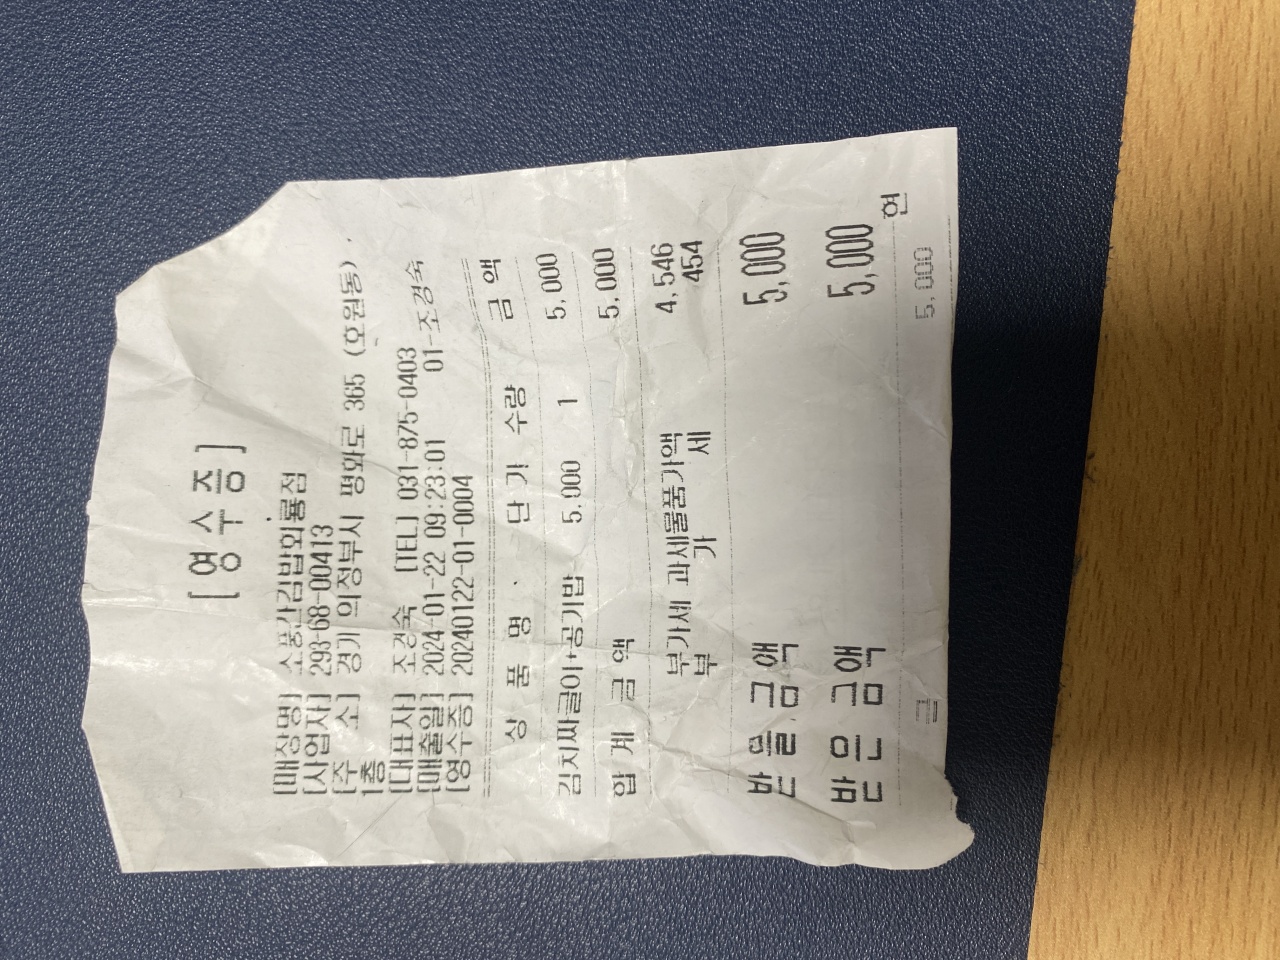 [영 수 증]
[매장명] 소풍간김밥회룡점
[사업자] 293-68-00413
[주 소] 경기 의정부시 평화로 365 (호원동)
1층
[대표자] 조경숙 [TEL] 031-875-0403
[매출일] 2024-01-22 09:23:01 01-조경숙
[영수증] 20240122-01-0004
상 품 명 단 가 수량 금 액
김치찌글이+공기밥 5,000 1 5,000
합 계 금 액 5,000
부가세 과세물품가액 4,546
부 가 세 454
받을금액 5,000
받은금액 5,000
현 금 5,000